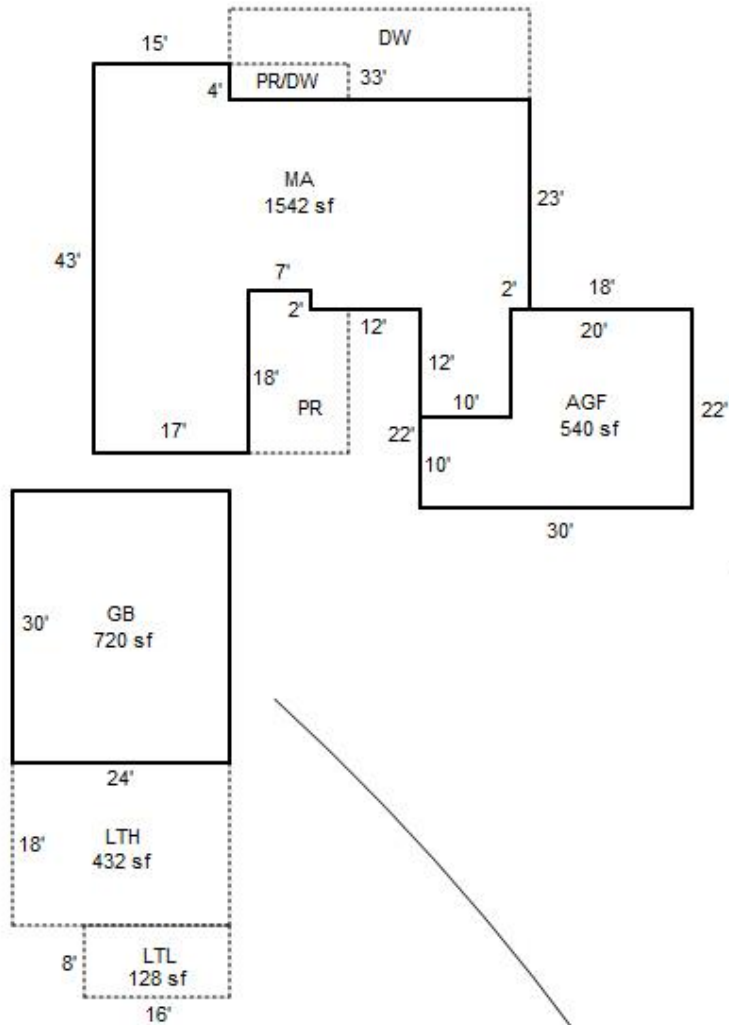 DW
15'
PR/DW
33'
4'
MA
1542 sf
23'
43'
7'
2'
18'
2'
12'
20'
12'
18'
10'
AGF
540 sf
PR
22'
17'
22'
10'
30'
GB
720 sf
30'
24'
LTH
432 sf
18'
LTL
128 sf
8'
16'